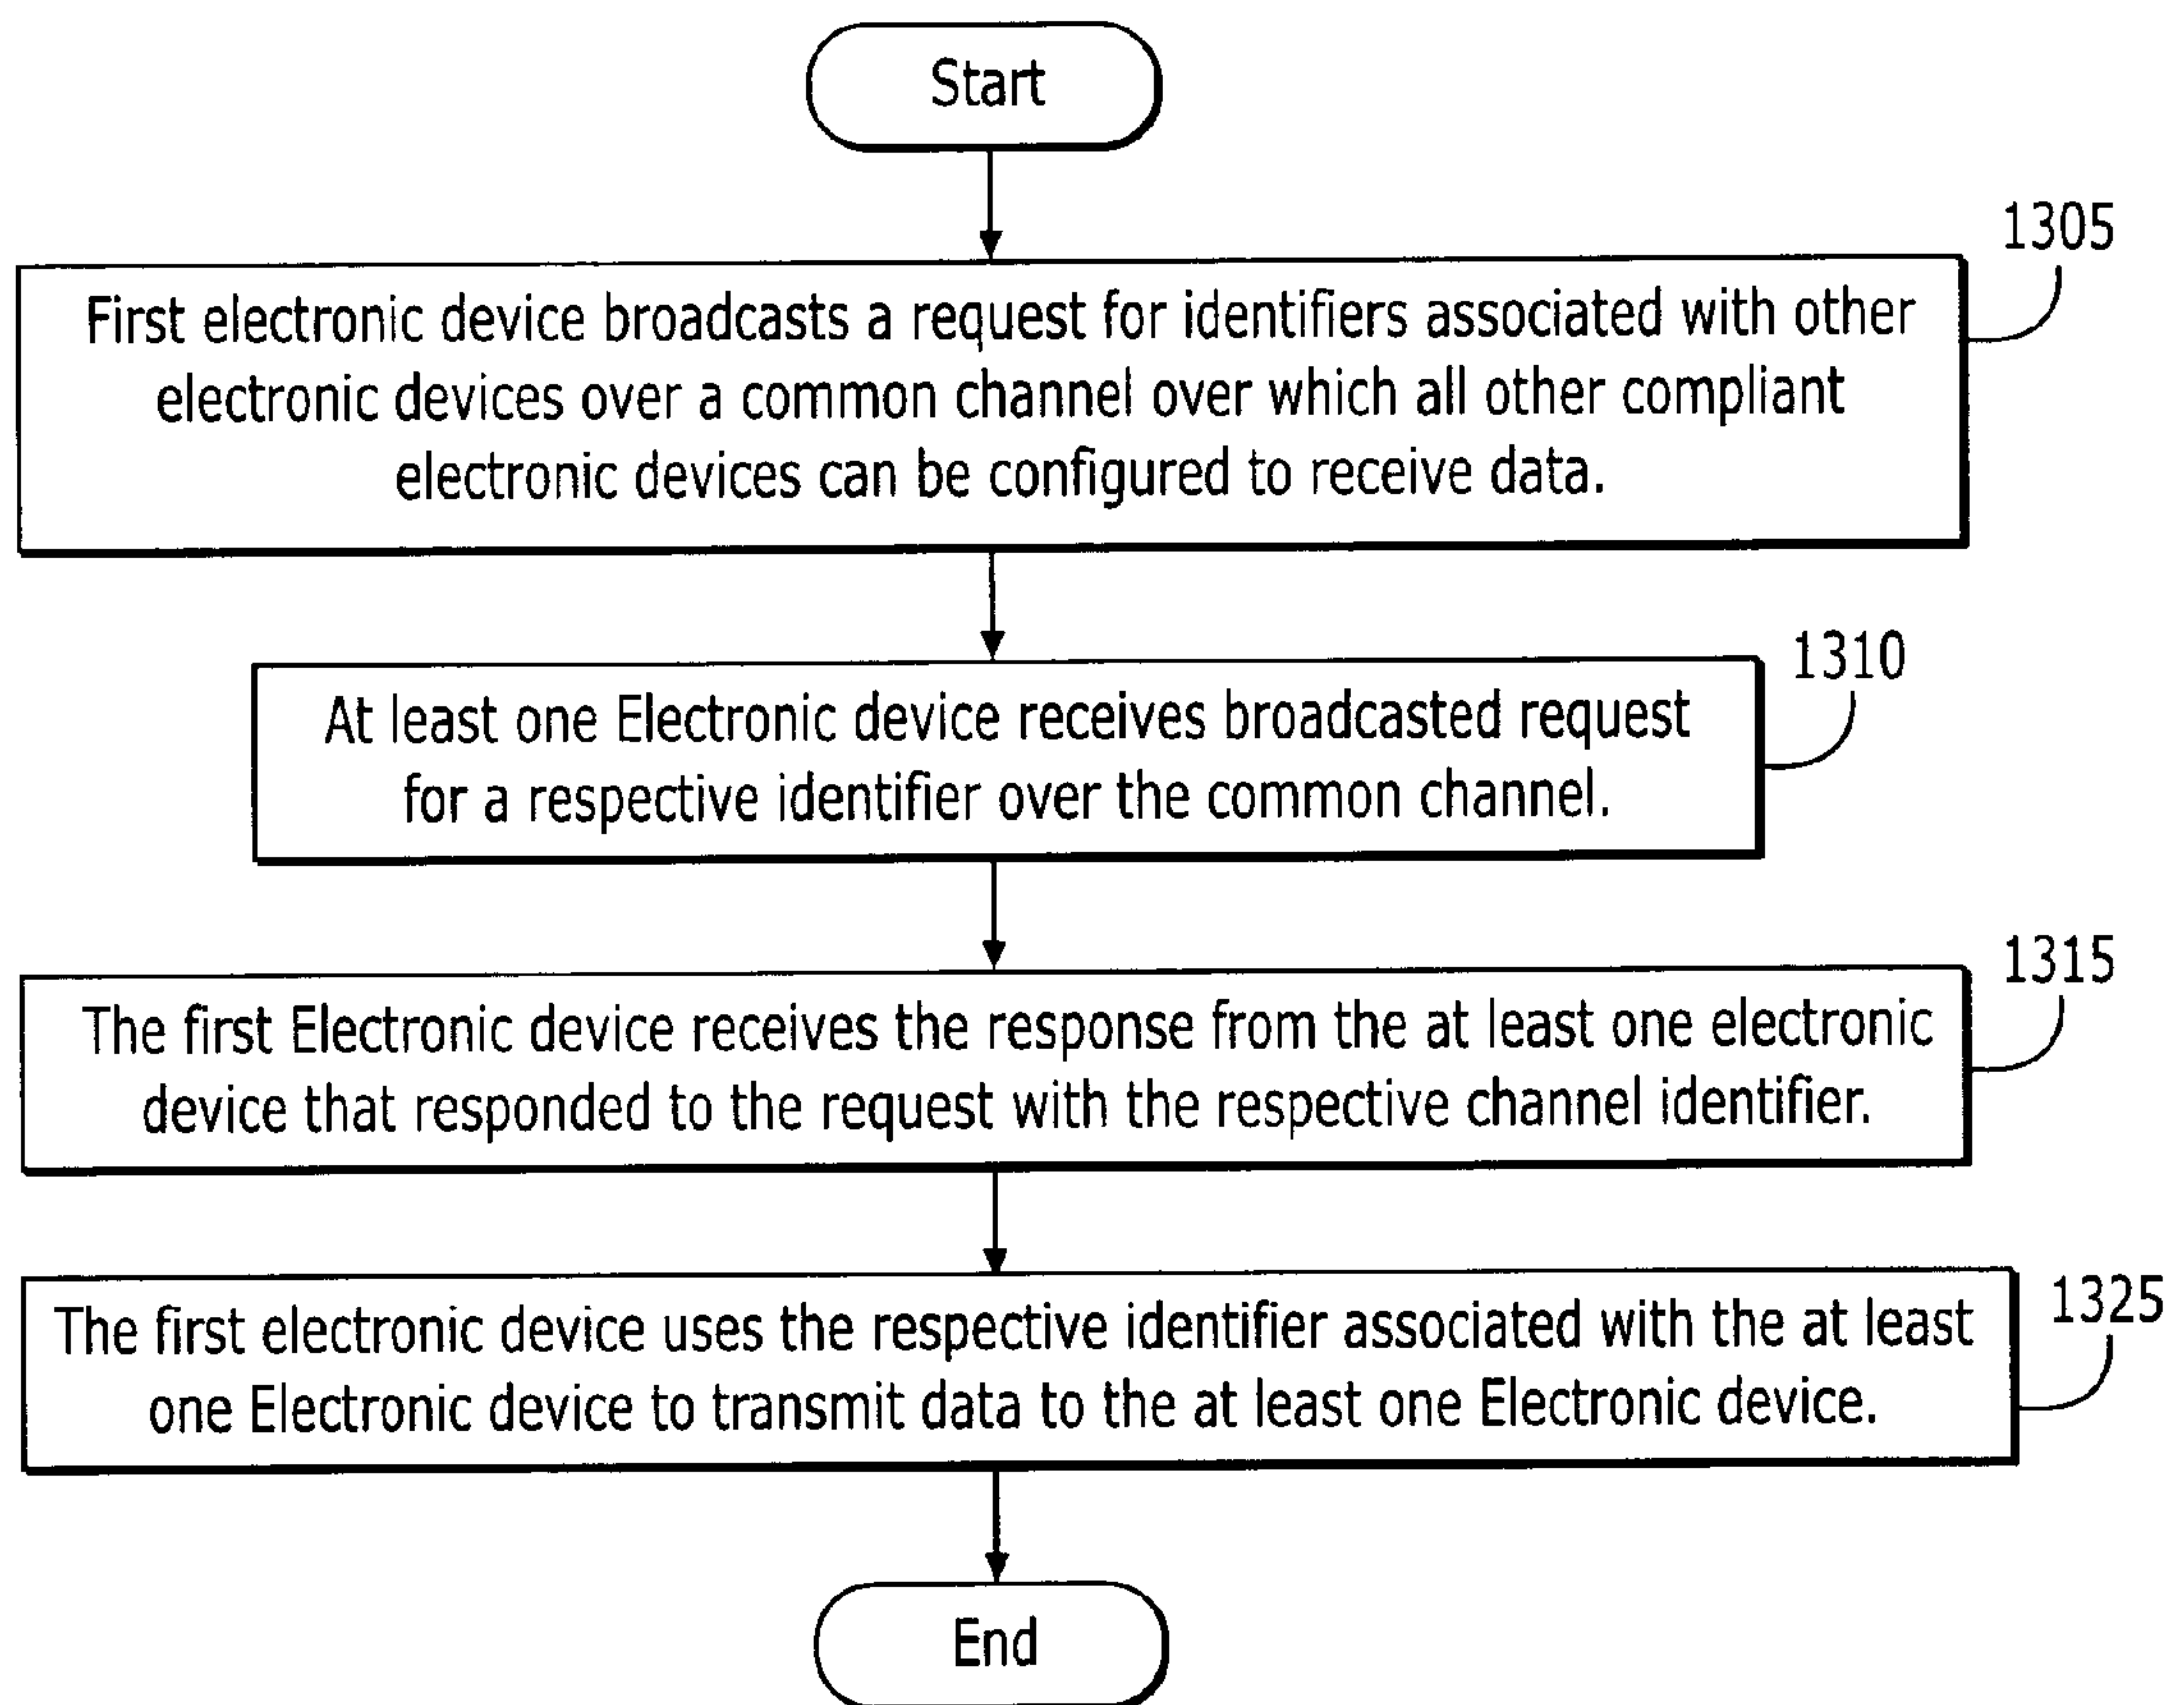 Start
1305
First electronic device broadcasts a request for identifiers associated with other
electronic devices over a common channel over which all other compliant
electronic devices can be configured to receive data.
1310
At least one Electronic device receives broadcasted request
for a respective identifier over the common channel.
1315
The first Electronic device receives the response from the at least one electronic
device that responded to the request with the respective channel identifier.
1325
The first electronic device uses the respective identifier associated with the at least
one Electronic device to transmit data to the at least one Electronic device.
End